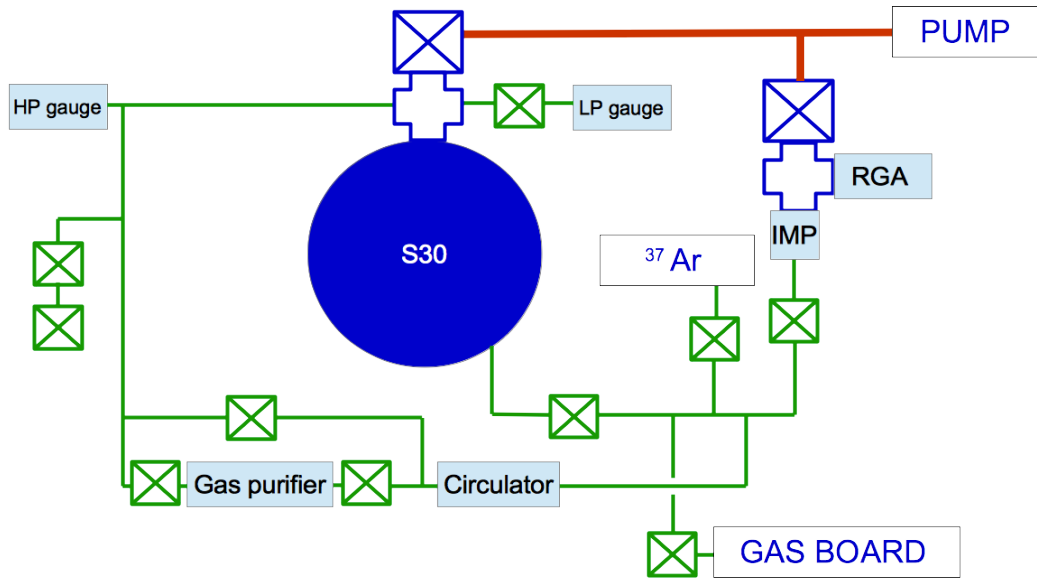 PUMP
HP gauge
LP gauge
RGA
IMP
S30
³⁷ Ar
Gas purifier
Circulator
GAS BOARD